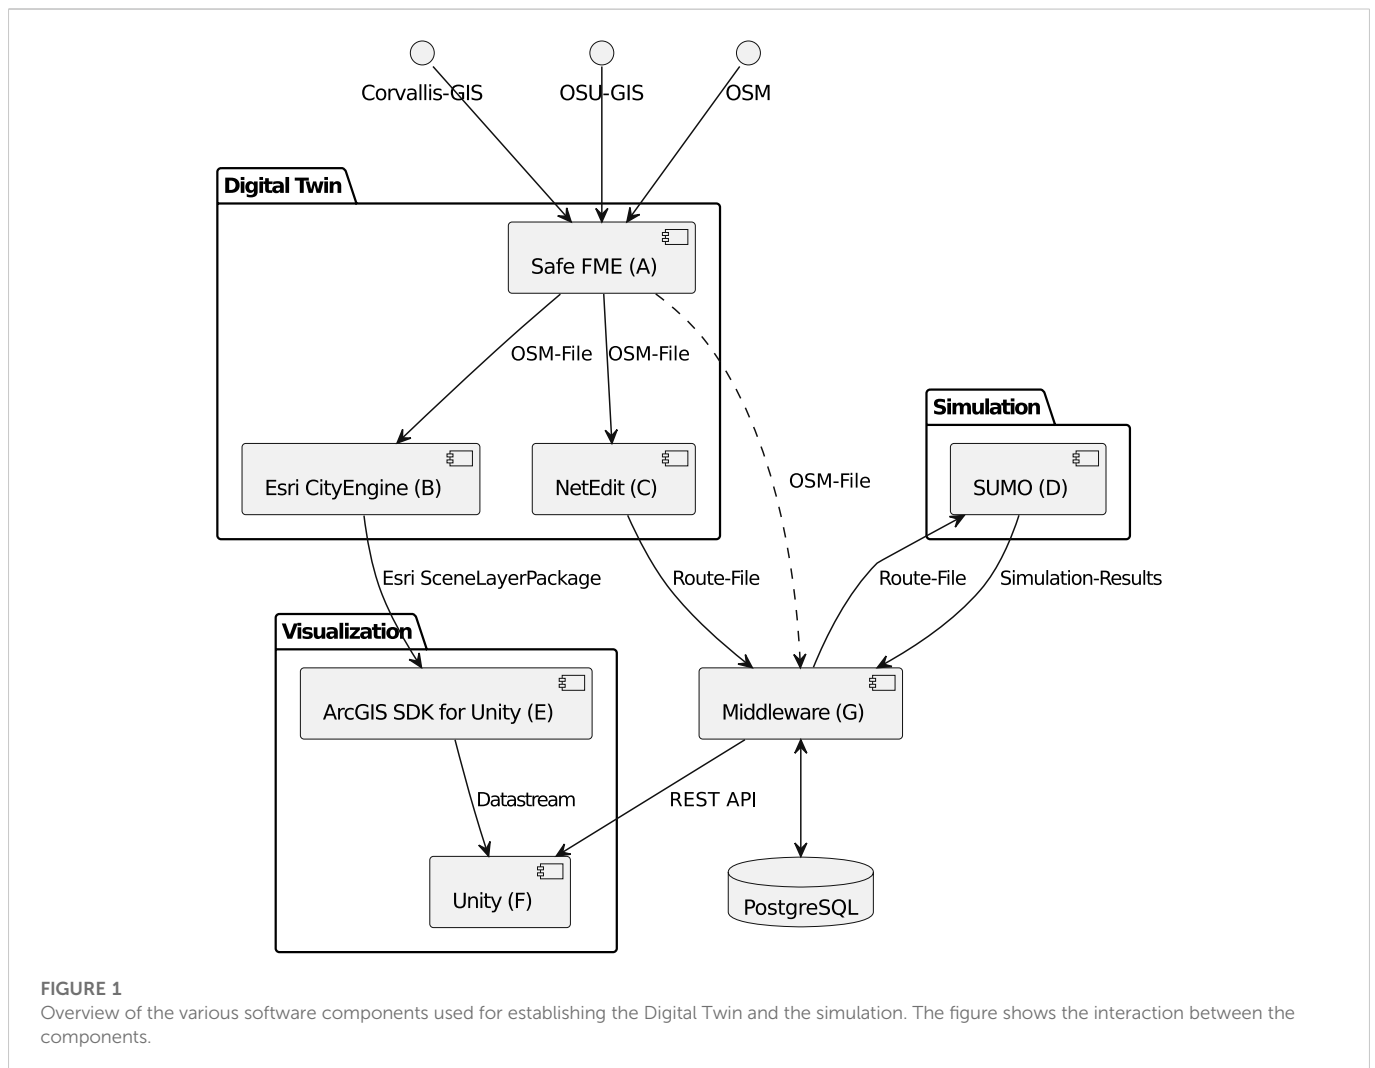 Corvallis-GIS
OSU-GIS
OSM
Digital Twin
Safe FME (A)
OSM-File
OSM-File
Simulation
Esri CityEngine (B)
NetEdit (C)
OSM-File
SUMO (D)
Esri SceneLayerPackage
Route-File
Route-File
Simulation-Results
Visualization
ArcGIS SDK for Unity (E)
Middleware (G)
Datastream
REST API
Unity (F)
PostgreSQL
FIGURE 1
Overview of the various software components used for establishing the Digital Twin and the simulation. The figure shows the interaction between the
components.